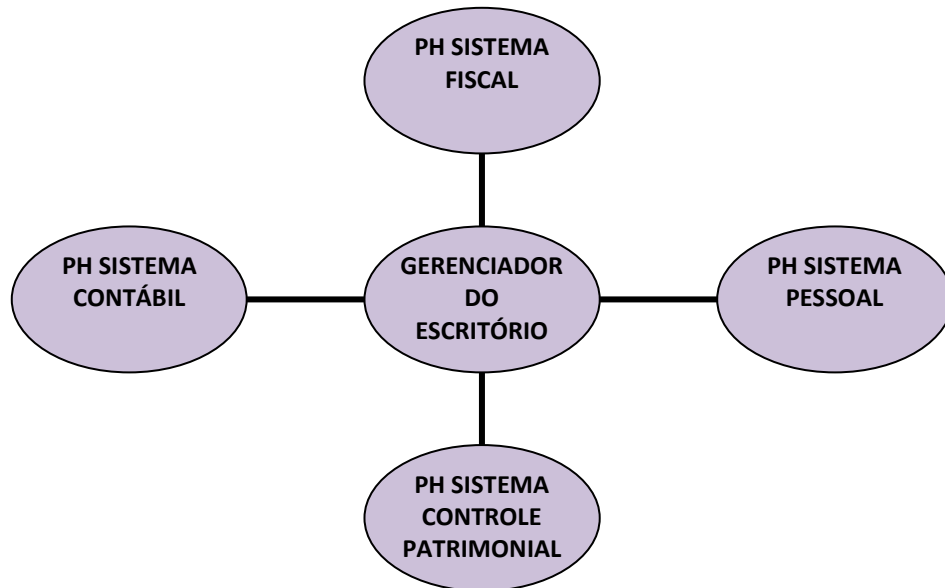 PH SISTEMA
FISCAL
PH SISTEMA
CONTÁBIL
GERENCIADOR
DO
ESCRITÓRIO
PH SISTEMA
PESSOAL
PH SISTEMA
CONTROLE
PATRIMONIAL